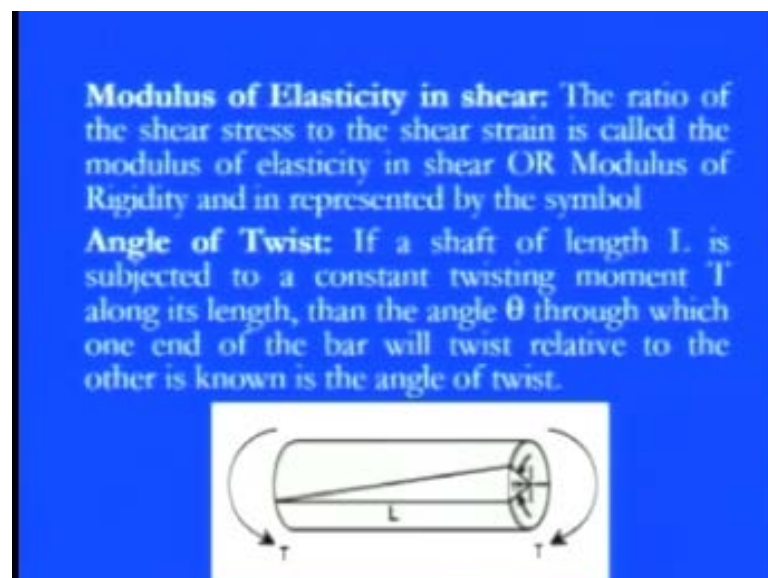 Modulus of Elasticity in shear: The ratio of
the shear stress to the shear strain is called the
modulus of elasticity in shear OR Modulus of
Rigidity and in represented by the symbol
Angle of Twist: If a shaft of length L is
subjected to a constant twisting moment T
along its length, than the angle θ through which
one end of the bar will twist relative to the
other is known is the angle of twist.
L
T
T